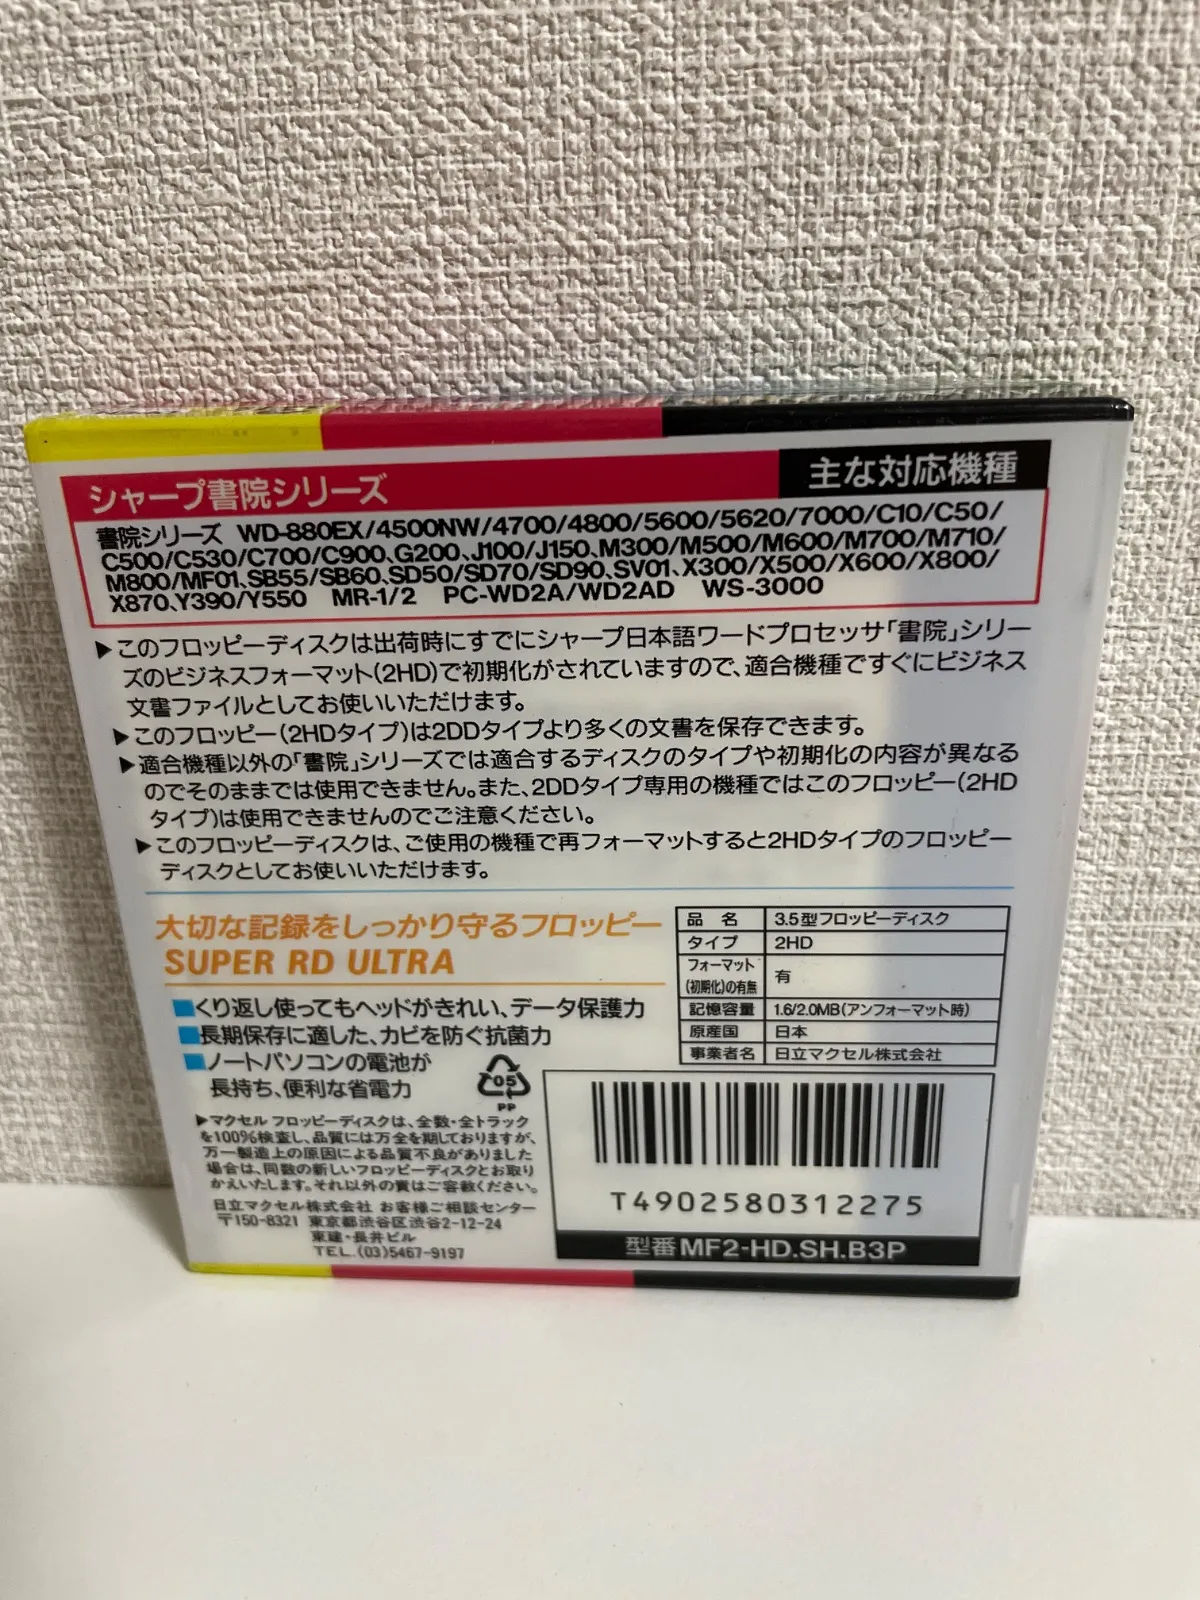 シャープ書院シリーズ
主な対応機種
書院シリーズ WD-880EX/4500NW/4700/4800/5600/5620/7000/C10/C50/
C500/C530/C700/C900、G200、J100/J150、M300/M500/M600/M700/M710/
M800/MF01、SB55/SB60、SD50/SD70/SD90、SV01、X300/X500/X600/X800/
X870、Y390/Y550 MR-1/2 PC-WD2A/WD2AD WS-3000
▶このフロッピーディスクは出荷時にすでにシャープ日本語ワードプロセッサ「書院」シリー
ズのビジネスフォーマット(2HD)で初期化がされていますので、適合機種ですぐにビジネス
文書ファイルとしてお使いいただけます。
▶このフロッピー(2HDタイプ)は2DDタイプより多くの文書を保存できます。
▶適合機種以外の「書院」シリーズでは適合するディスクのタイプや初期化の内容が異なる
のでそのままでは使用できません。また、2DDタイプ専用の機種ではこのフロッピー(2HD
タイプ)は使用できませんのでご注意ください。
▶このフロッピーディスクは、ご使用の機種で再フォーマットすると2HDタイプのフロッピー
ディスクとしてお使いいただけます。
大切な記録をしっかり守るフロッピー
SUPER RD ULTRA
■くり返し使ってもヘッドがきれい、データ保護力
■長期保存に適した、カビを防ぐ抗菌力
■ノートパソコンの電池が
長持ち、便利な省電力
05
PP
▶マクセル フロッピーディスクは、全数・全トラック
を100%検査し、品質には万全を期しておりますが、
万一製造上の原因による品質不良がありました
場合は、同数の新しいフロッピーディスクとお取り
かえいたします。それ以外の責はご容赦ください。
日立マクセル株式会社 お客様ご相談センター
〒150-8321 東京都渋谷区渋谷2-12-24
東建・長井ビル
TEL.(03)5467-9197
品名 3.5型フロッピーディスク
タイプ 2HD
フォーマット
(初期化)の有無 有
記憶容量 1.6/2.0MB(アンフォーマット時)
原産国 日本
事業者名 日立マクセル株式会社
T4902580312275
型番 MF2-HD.SH.B3P